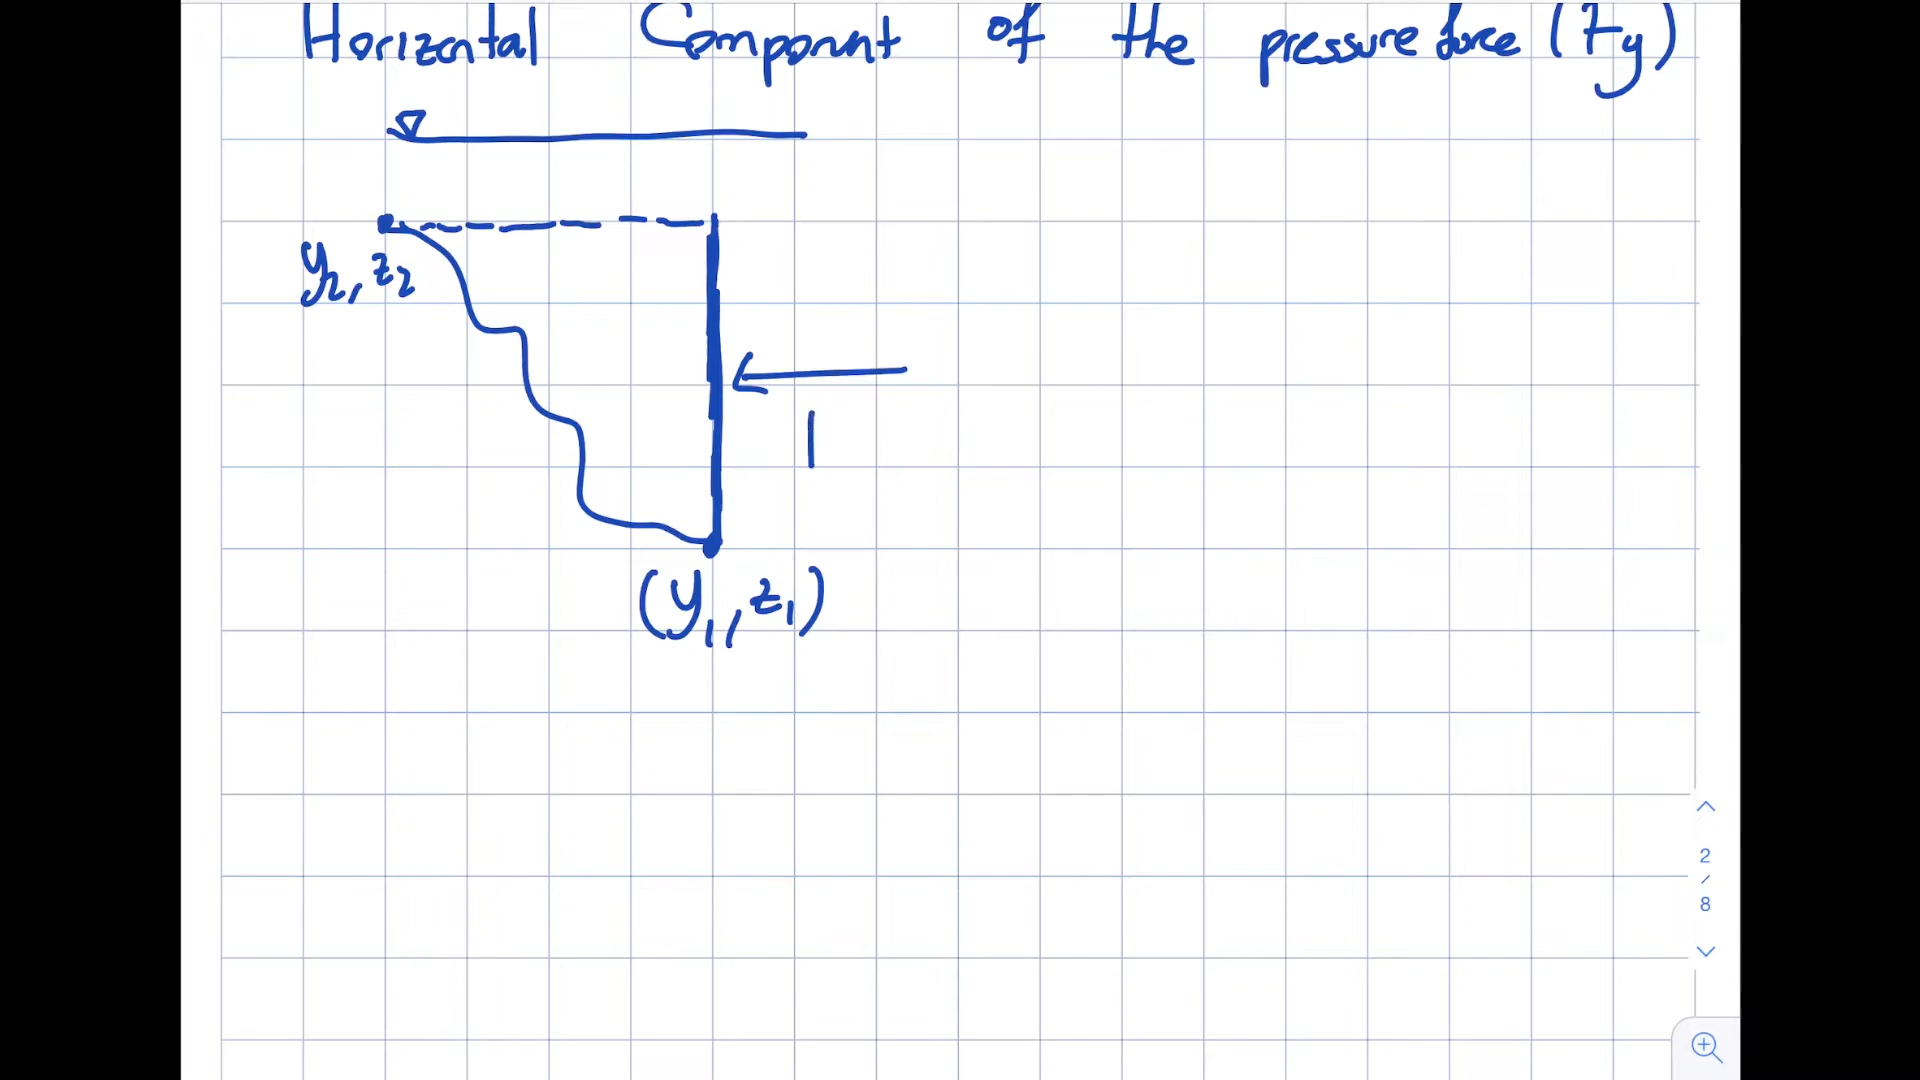 Horizontal Component of the pressure force (Fy)
y2, z2
1
(y1, z1)
2
/
8